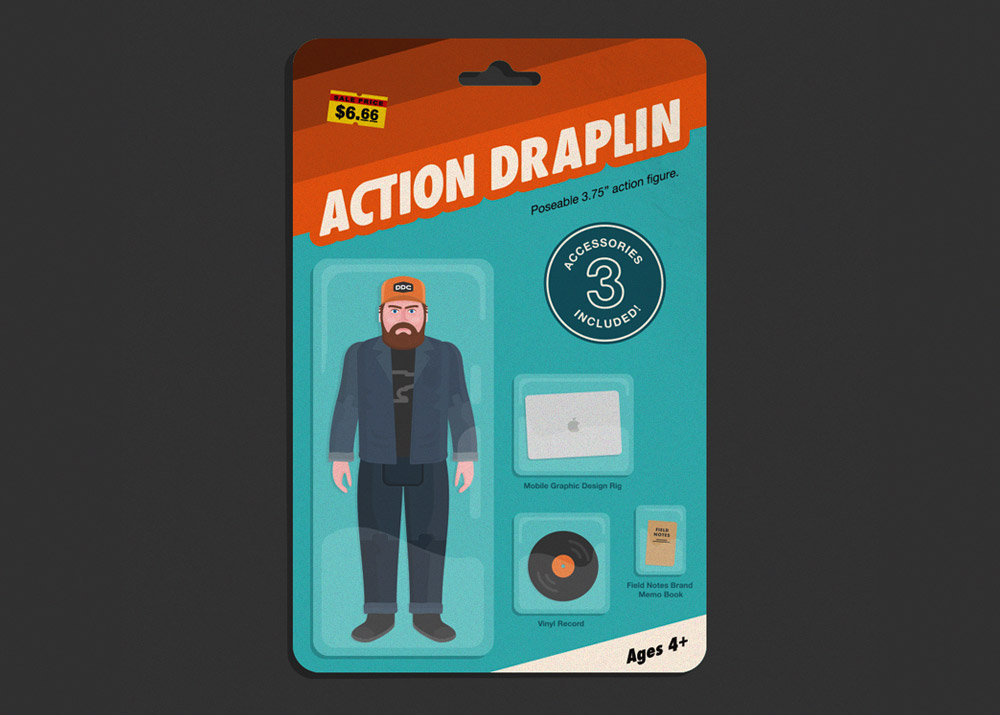 SALE PRICE
$6.66
ACTION DRAPLIN
Poseable 3.75” action figure.
ACCESSORIES
3
INCLUDED!
DDC
Mobile Graphic Design Rig
FIELD
NOTES
Field Notes Brand
Memo Book
Vinyl Record
Ages 4+